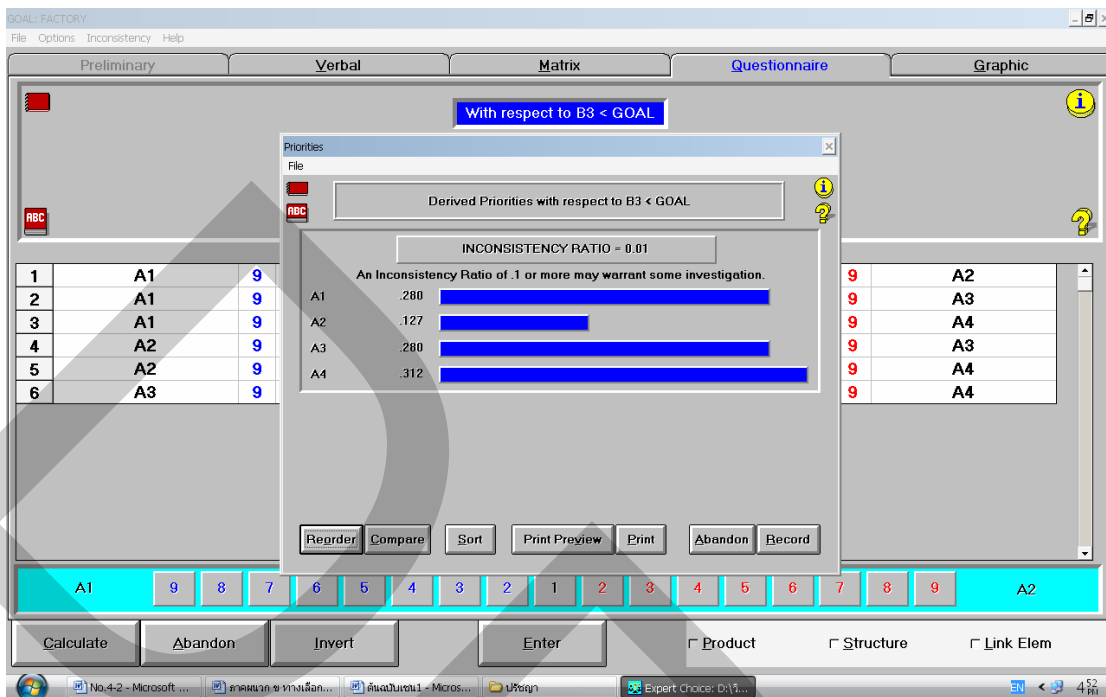 GOAL: FACTORY
File Options Inconsistency Help
Preliminary Verbal Matrix Questionnaire Graphic
With respect to B3 < GOAL
Priorities
File
ABC
ABC
Derived Priorities with respect to B3 < GOAL
INCONSISTENCY RATIO = 0.01
An Inconsistency Ratio of .1 or more may warrant some investigation.
A1 .280
A2 .127
A3 .280
A4 .312
1 A1 9 9 A2
2 A1 9 9 A3
3 A1 9 9 A4
4 A2 9 9 A3
5 A2 9 9 A4
6 A3 9 9 A4
Reorder Compare Sort Print Preview Print Abandon Record
A1 9 8 7 6 5 4 3 2 1 2 3 4 5 6 7 8 9 A2
Calculate Abandon Invert Enter Product Structure Link Elem
No.4-2 - Microsoft ... ภาคผนวก ข ทางเลือก... ต้นฉบับเซน1 - Micros... ปรัชญา Expert Choice: D:\... EN 4 52 PM